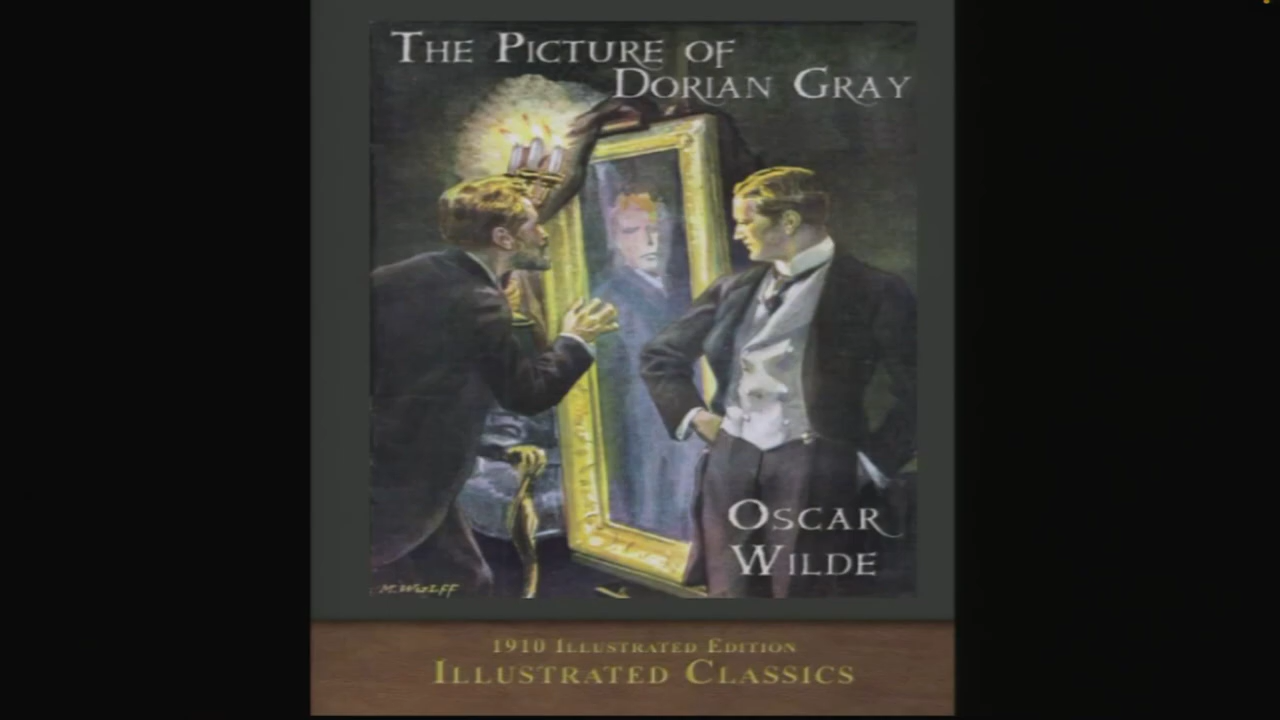 The Picture of
Dorian Gray
Oscar
Wilde
1910 Illustrated Edition
Illustrated Classics